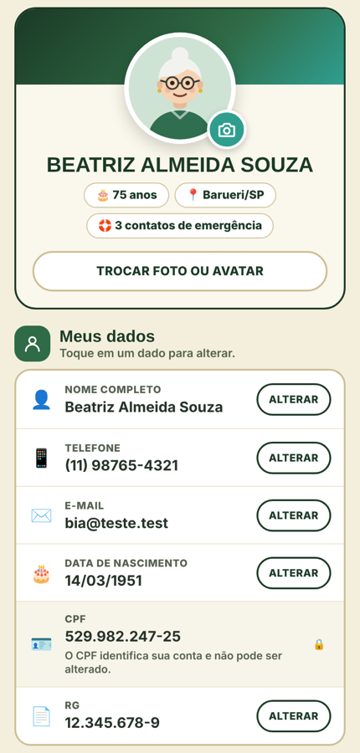 BEATRIZ ALMEIDA SOUZA
75 anos
Barueri/SP
3 contatos de emergência
TROCAR FOTO OU AVATAR
Meus dados
Toque em um dado para alterar.
NOME COMPLETO
Beatriz Almeida Souza
ALTERAR
TELEFONE
(11) 98765-4321
ALTERAR
E-MAIL
bia@teste.test
ALTERAR
DATA DE NASCIMENTO
14/03/1951
ALTERAR
CPF
529.982.247-25
O CPF identifica sua conta e não pode ser
alterado.
RG
12.345.678-9
ALTERAR